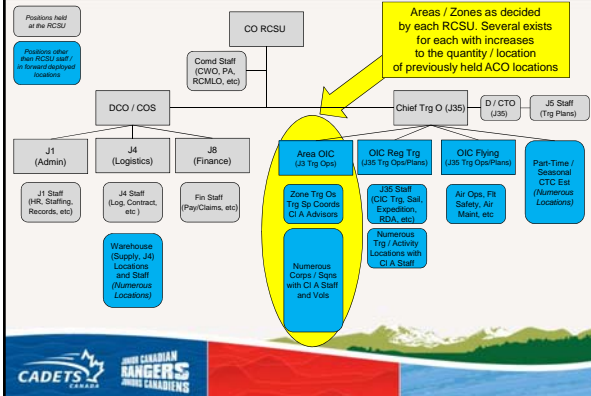 Positions held
at the RCSU
Positions other
then RCSU staff /
in forward deployed
locations
CO RCSU
Areas / Zones as decided
by each RCSU. Several exists
for each with increases
to the quantity / location
of previously held ACO locations
Comd Staff
(CWO, PA,
RCMLO, etc)
DCO / COS
Chief Trg O (J35)
D / CTO
(J35)
J5 Staff
(Trg Plans)
J1
(Admin)
J4
(Logistics)
J8
(Finance)
Area OIC
(J3 Trg Ops)
OIC Reg Trg
(J35 Trg Ops/Plans)
OIC Flying
(J35 Trg Ops/Plans)
Part-Time /
Seasonal
CTC Est
(Numerous
Locations)
J1 Staff
(HR, Staffing,
Records, etc)
J4 Staff
(Log, Contract,
etc )
Fin Staff
(Pay/Claims, etc)
Zone Trg Os
Trg Sp Coords
CI A Advisors
J35 Staff
(CIC Trg, Sail,
Expedition,
RDA, etc)
Air Ops, Flt
Safety, Air
Maint, etc
Warehouse
(Supply, J4)
Locations
and Staff
(Numerous
Locations)
Numerous
Corps / Sqns
with CI A Staff
and Vols
Numerous
Trg / Activity
Locations with
CI A Staff
CADETS
CANADA
JUNIOR CANADIAN
RANGERS
JUNIORS CANADIENS